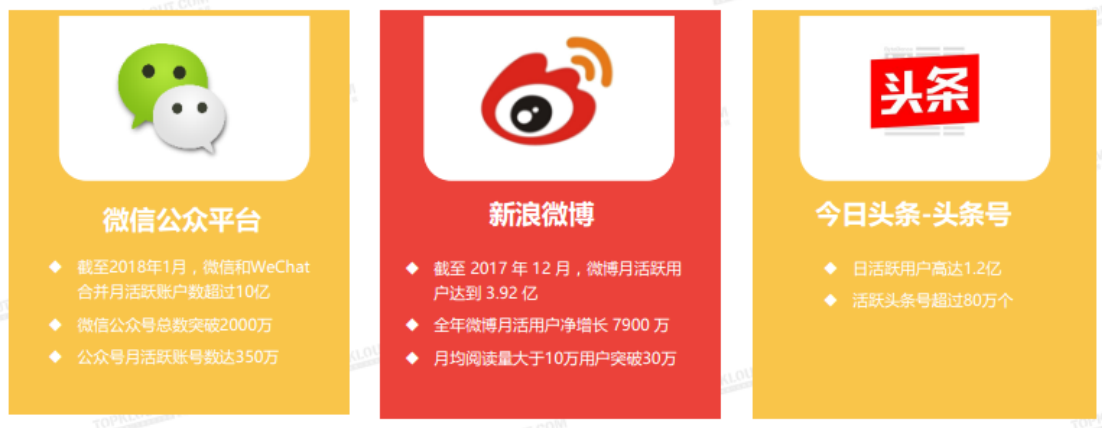 头条
微信公众平台
截至2018年1月，微信和WeChat
合并月活跃账户数超过10亿
微信公众号总数突破2000万
公众号月活跃账号数达350万
新浪微博
截至 2017 年 12 月，微博月活跃用
户达到 3.92 亿
全年微博月活用户净增长 7900 万
月均阅读量大于10万用户突破30万
今日头条-头条号
日活跃用户高达1.2亿
活跃头条号超过80万个
TOPKLOUT.COM